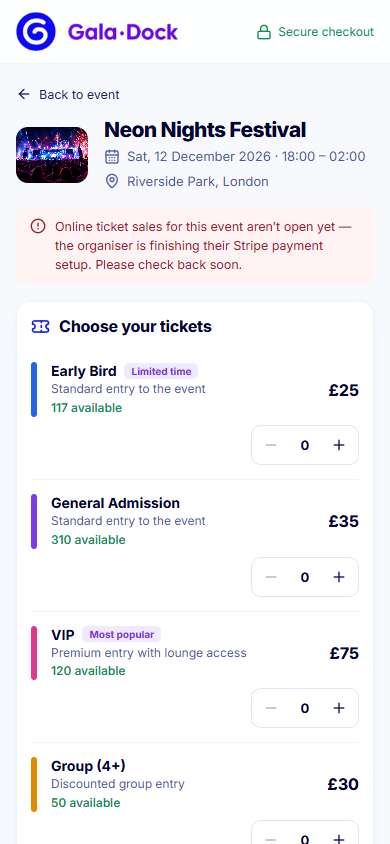 Gala·Dock
Secure checkout
Back to event
Neon Nights Festival
Sat, 12 December 2026 · 18:00 – 02:00
Riverside Park, London
Online ticket sales for this event aren't open yet —
the organiser is finishing their Stripe payment
setup. Please check back soon.
Choose your tickets
Early Bird Limited time
Standard entry to the event
£25
117 available
0
General Admission
Standard entry to the event
£35
310 available
0
VIP Most popular
Premium entry with lounge access
£75
120 available
0
Group (4+)
Discounted group entry
£30
50 available
0